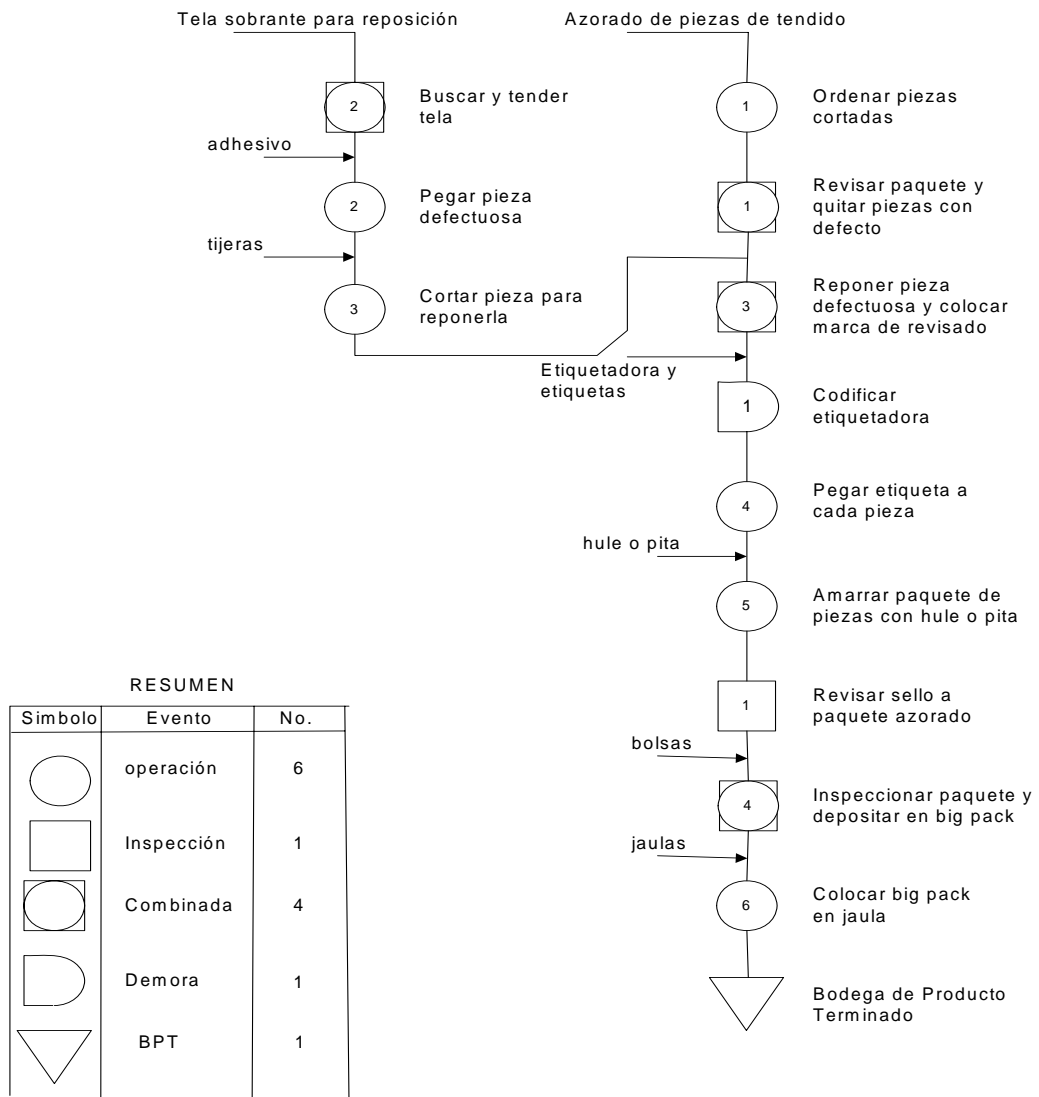 Tela sobrante para reposición
2
Buscar y tender
tela
adhesivo
2
Pegar pieza
defectuosa
tijeras
3
Cortar pieza para
reponerla
Azorado de piezas de tendido
1
Ordenar piezas
cortadas
1
Revisar paquete y
quitar piezas con
defecto
3
Reponer pieza
defectuosa y colocar
marca de revisado
Etiquetadora y
etiquetas
1
Codificar
etiquetadora
4
Pegar etiqueta a
cada pieza
hule o pita
5
Amarrar paquete de
piezas con hule o pita
1
Revisar sello a
paquete azorado
bolsas
4
Inspeccionar paquete y
depositar en big pack
jaulas
6
Colocar big pack
en jaula
Bodega de Producto
Terminado
RESUMEN
Simbolo Evento No.
operación 6
Inspección 1
Combinada 4
Demora 1
BPT 1